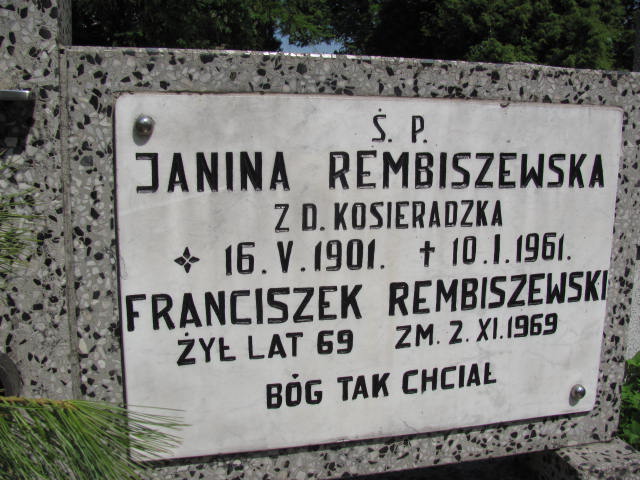 Ś. P.
JANINA REMBISZEWSKA
Z D. KOSIERADZKA
16. V. 1901. † 10. I. 1961.
FRANCISZEK REMBISZEWSKI
ŻYŁ LAT 69 ZM. 2. XI. 1969
BÓG TAK CHCIAŁ